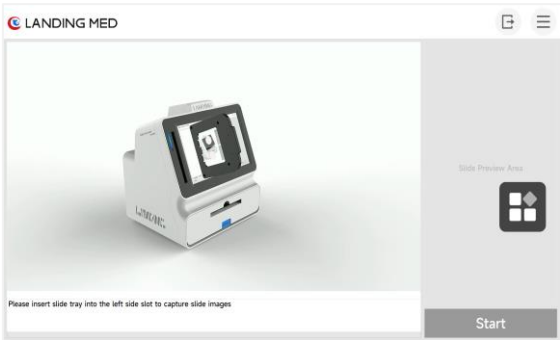 LANDING MED
Slide Preview Area
Please insert slide tray into the left side slot to capture slide images
Start